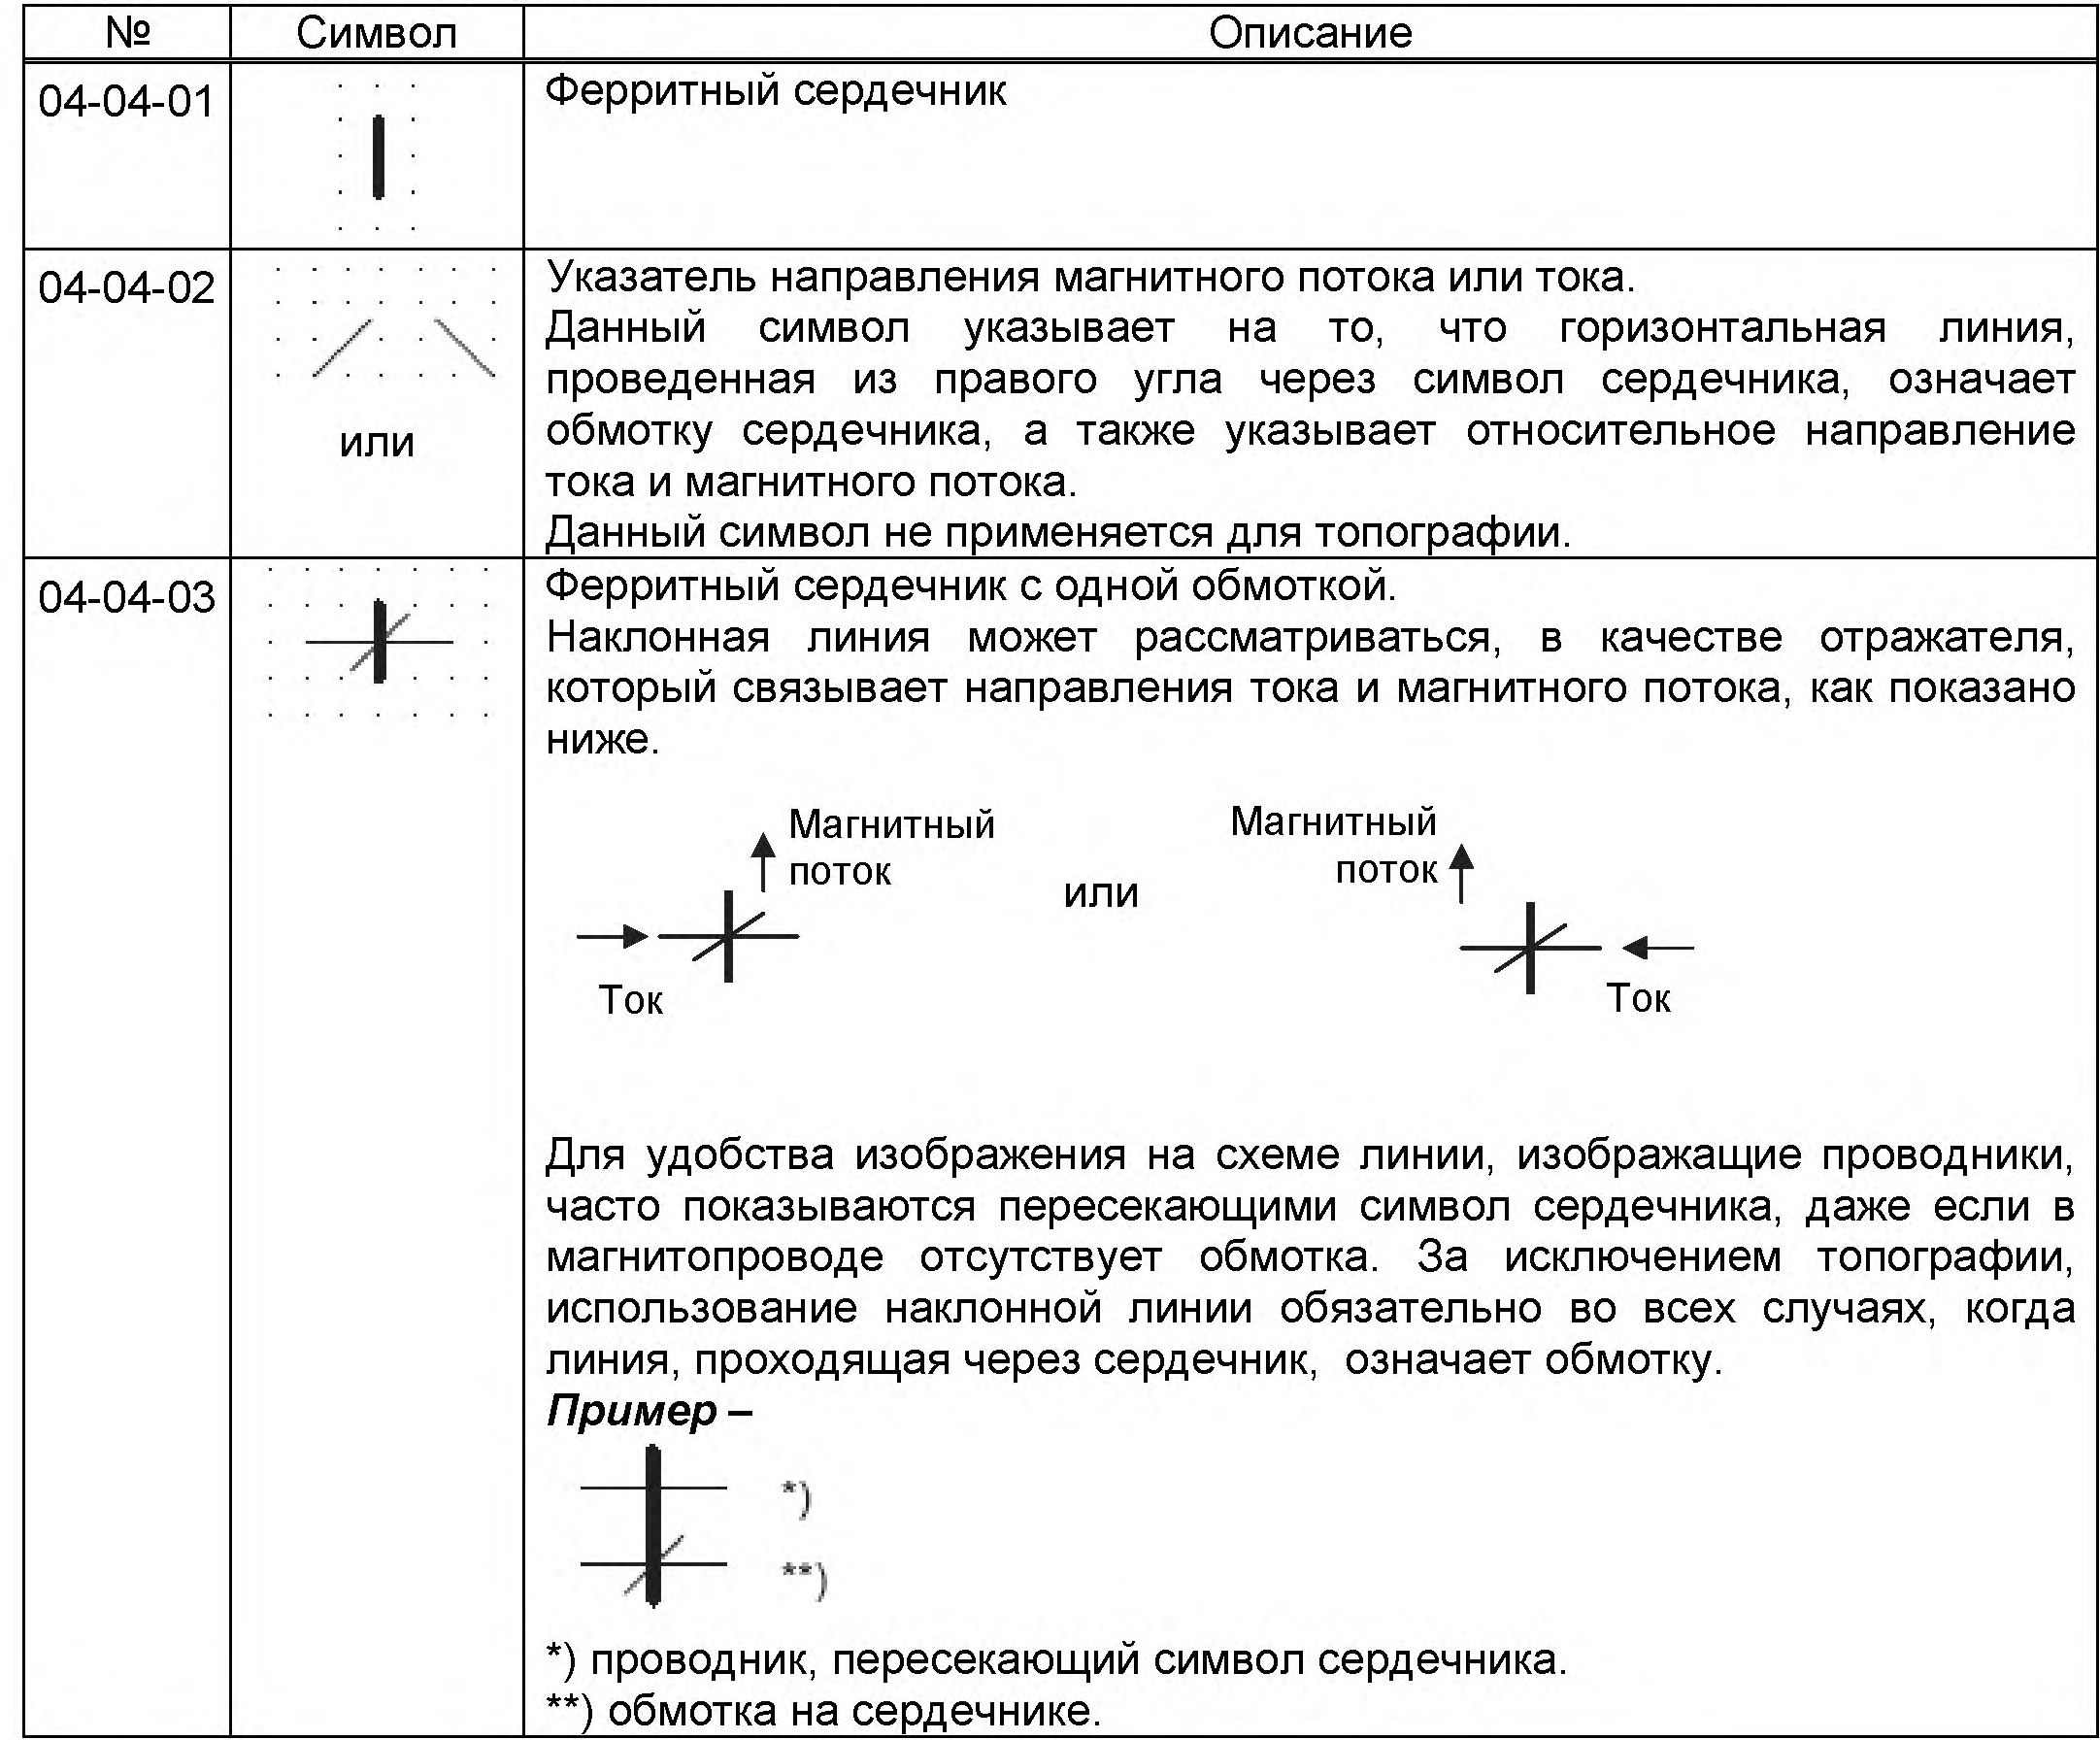 № Символ Описание
04-04-01 Ферритный сердечник
04-04-02 Указатель направления магнитного потока или тока.
Данный символ указывает на то, что горизонтальная линия,
проведенная из правого угла через символ сердечника, означает
или обмотку сердечника, а также указывает относительное направление
тока и магнитного потока.
Данный символ не применяется для топографии.
04-04-03 Ферритный сердечник с одной обмоткой.
Наклонная линия может рассматриваться, в качестве отражателя,
который связывает направления тока и магнитного потока, как показано
ниже.
Магнитный
поток
Ток
или
Магнитный
поток
Ток
Для удобства изображения на схеме линии, изображащие проводники,
часто показываются пересекающими символ сердечника, даже если в
магнитопроводе отсутствует обмотка. За исключением топографии,
использование наклонной линии обязательно во всех случаях, когда
линия, проходящая через сердечник, означает обмотку.
Пример –
*)
**)
*) проводник, пересекающий символ сердечника.
**) обмотка на сердечнике.